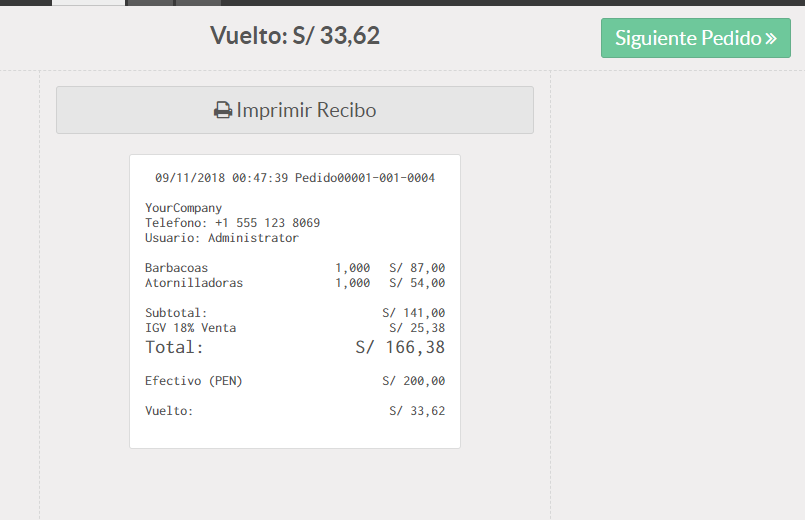 Vuelto: S/ 33,62
Siguiente Pedido »
Imprimir Recibo
09/11/2018 00:47:39 Pedido00001-001-0004
YourCompany
Telefono: +1 555 123 8069
Usuario: Administrator
Barbacoas 1,000 S/ 87,00
Atornilladoras 1,000 S/ 54,00
Subtotal: S/ 141,00
IGV 18% Venta S/ 25,38
Total: S/ 166,38
Efectivo (PEN) S/ 200,00
Vuelto: S/ 33,62